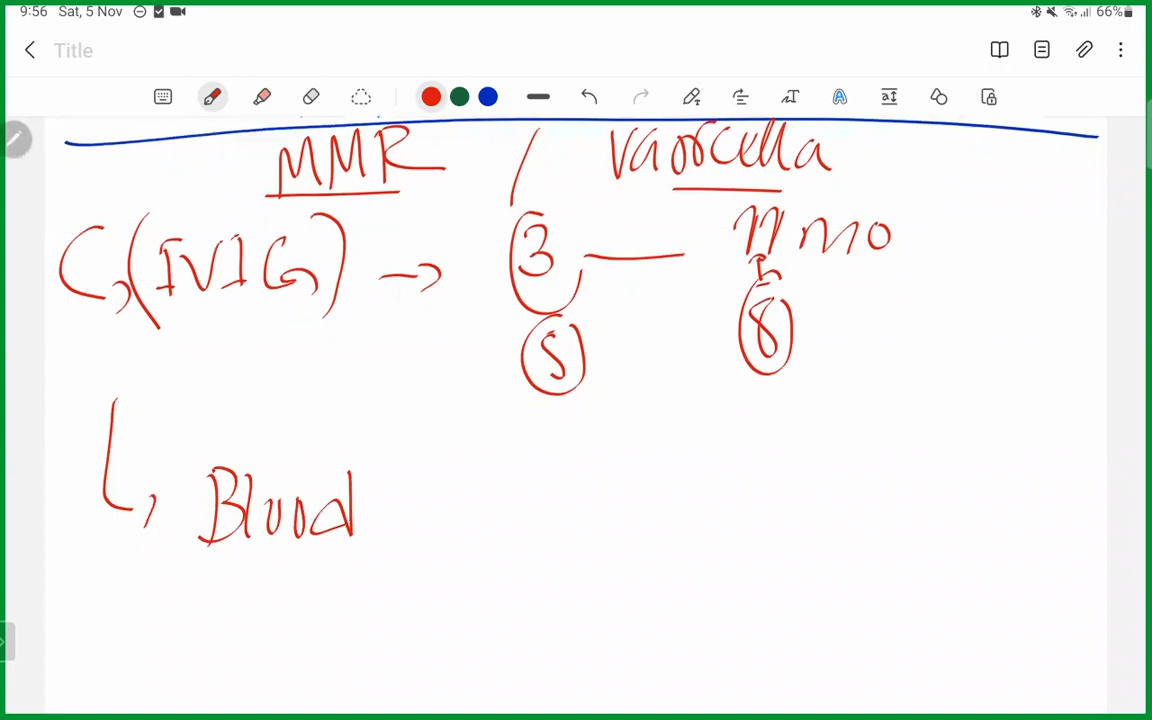 9:56 Sat, 5 Nov 66%
Title
MMR / Varicella
(IVIG) → 3 — 11 mo
5 8
Blood